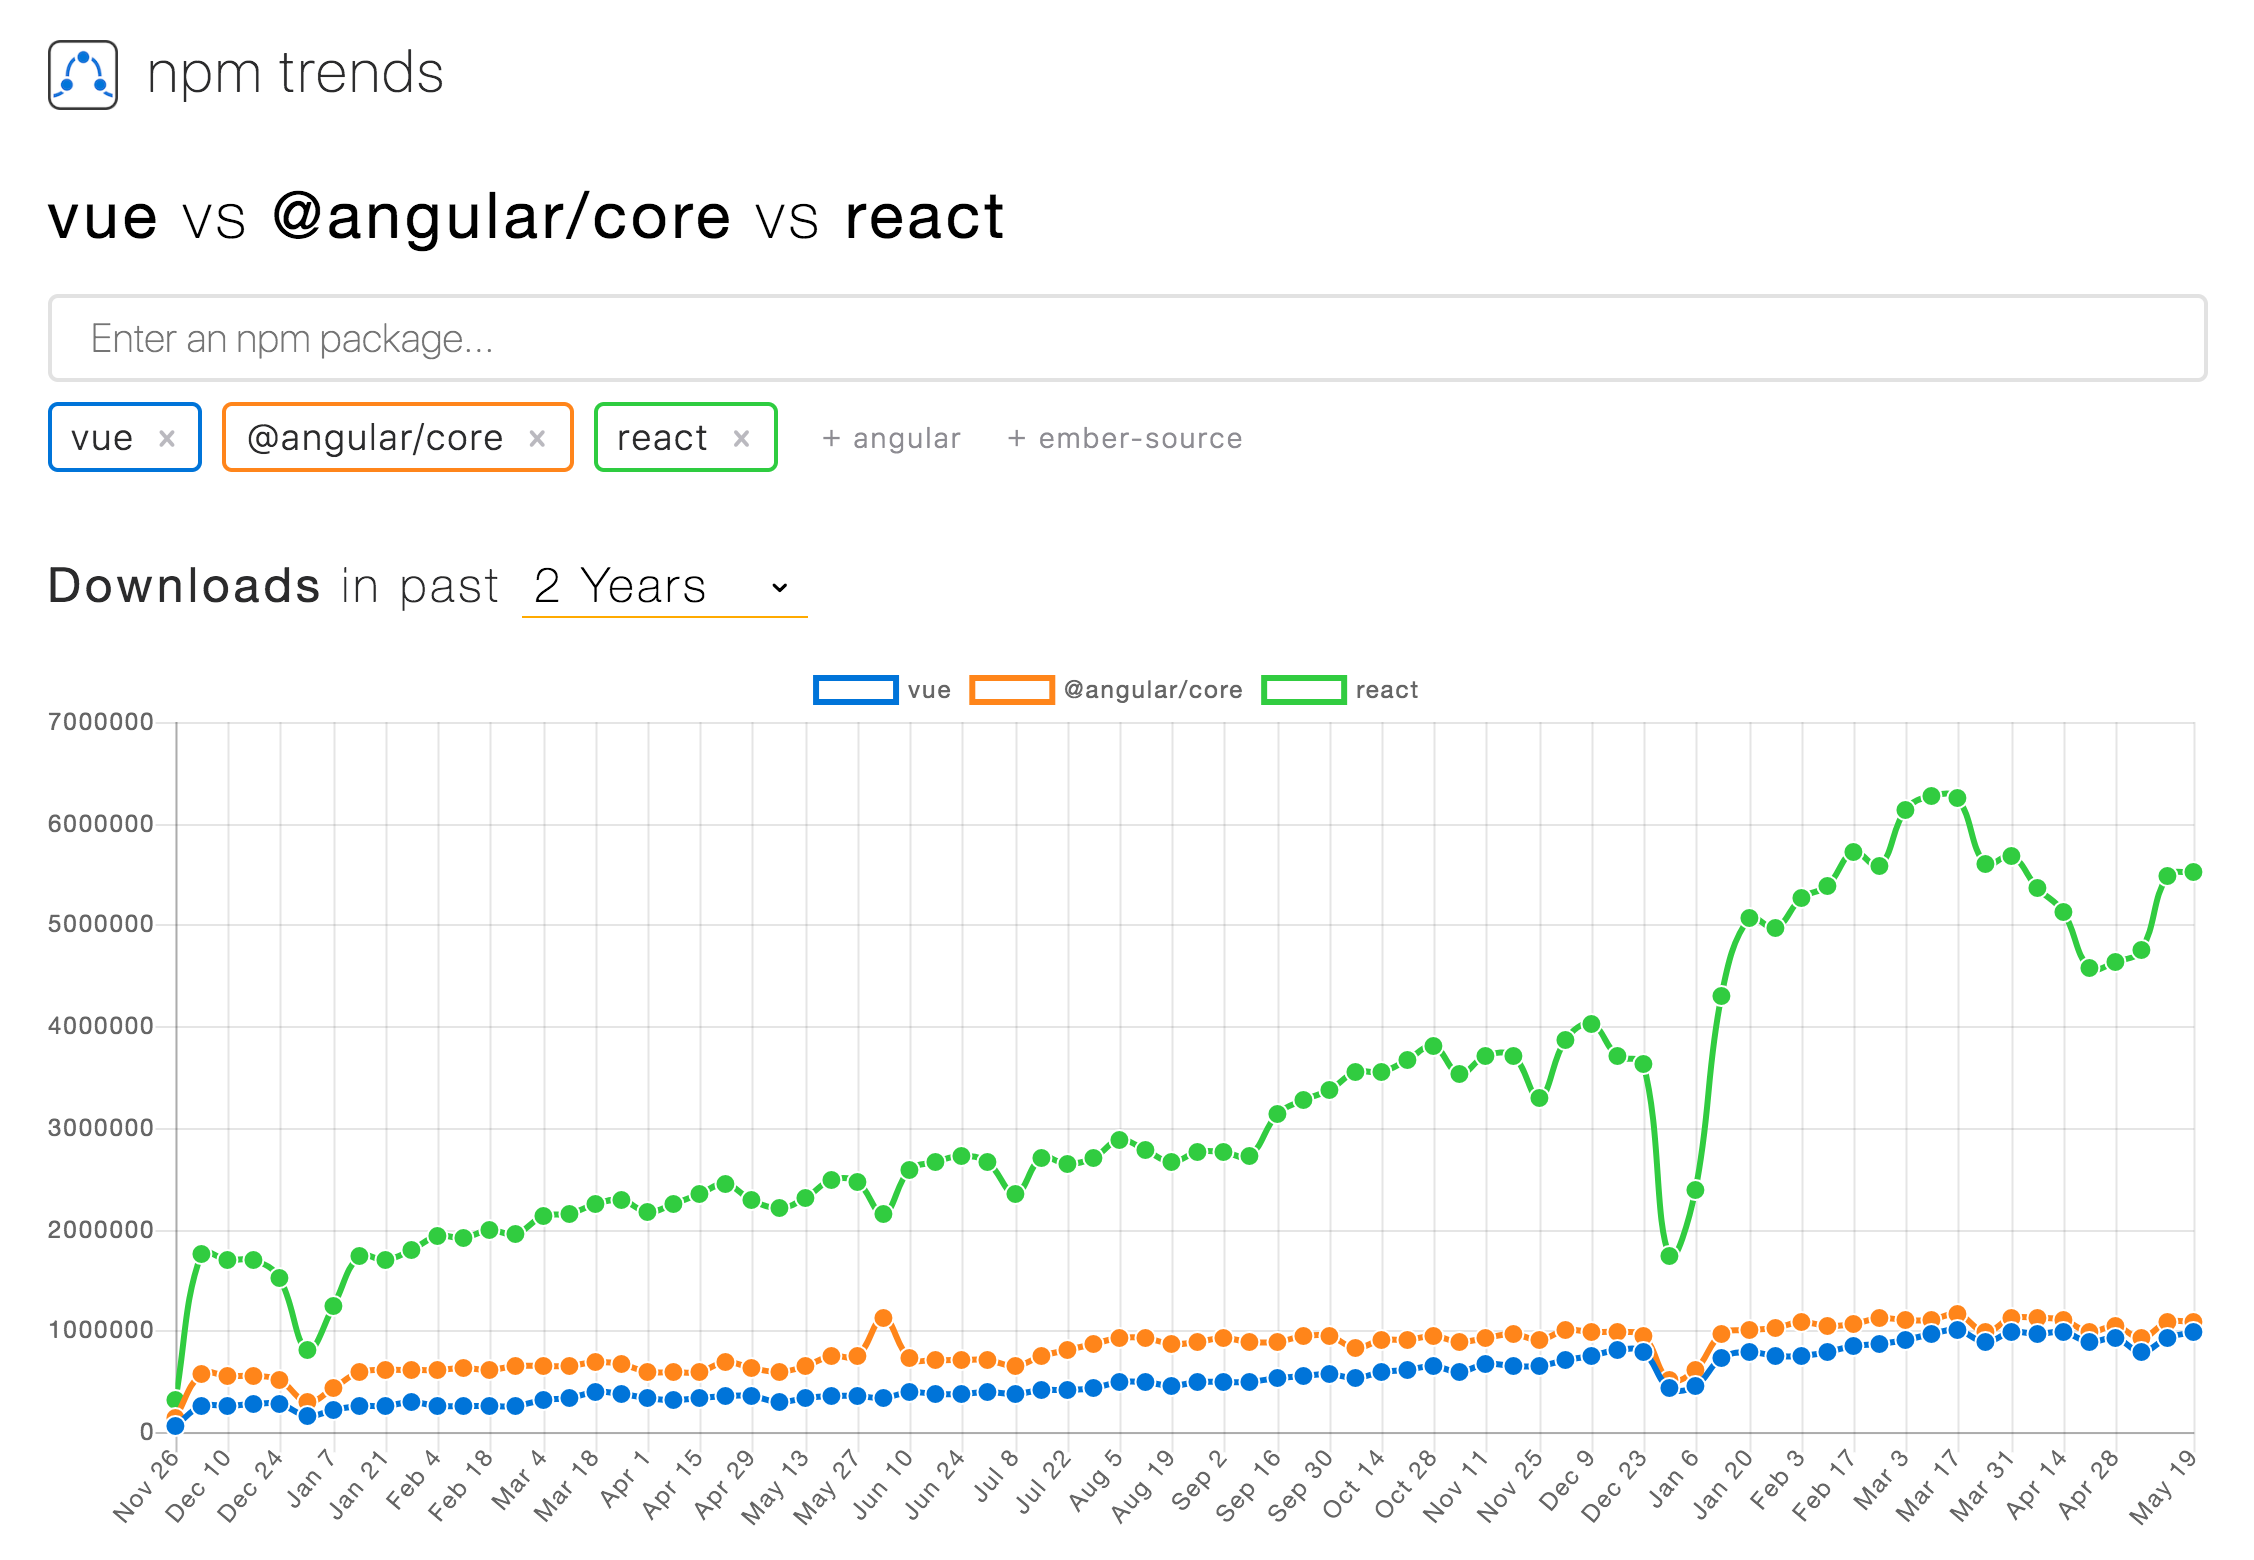 npm trends
vue vs @angular/core vs react
Enter an npm package...
vue × @angular/core × react × + angular + ember-source
Downloads in past 2 Years
vue @angular/core react
7000000
6000000
5000000
4000000
3000000
2000000
1000000
0
Nov 26 Dec 10 Dec 24 Jan 7 Jan 21 Feb 4 Feb 18 Mar 4 Mar 18 Apr 1 Apr 15 Apr 29 May 13 May 27 Jun 10 Jun 24 Jul 8 Jul 22 Aug 5 Aug 19 Sep 2 Sep 16 Sep 30 Oct 14 Oct 28 Nov 11 Nov 25 Dec 9 Dec 23 Jan 6 Jan 20 Feb 3 Feb 17 Mar 3 Mar 17 Mar 31 Apr 14 Apr 28 May 19